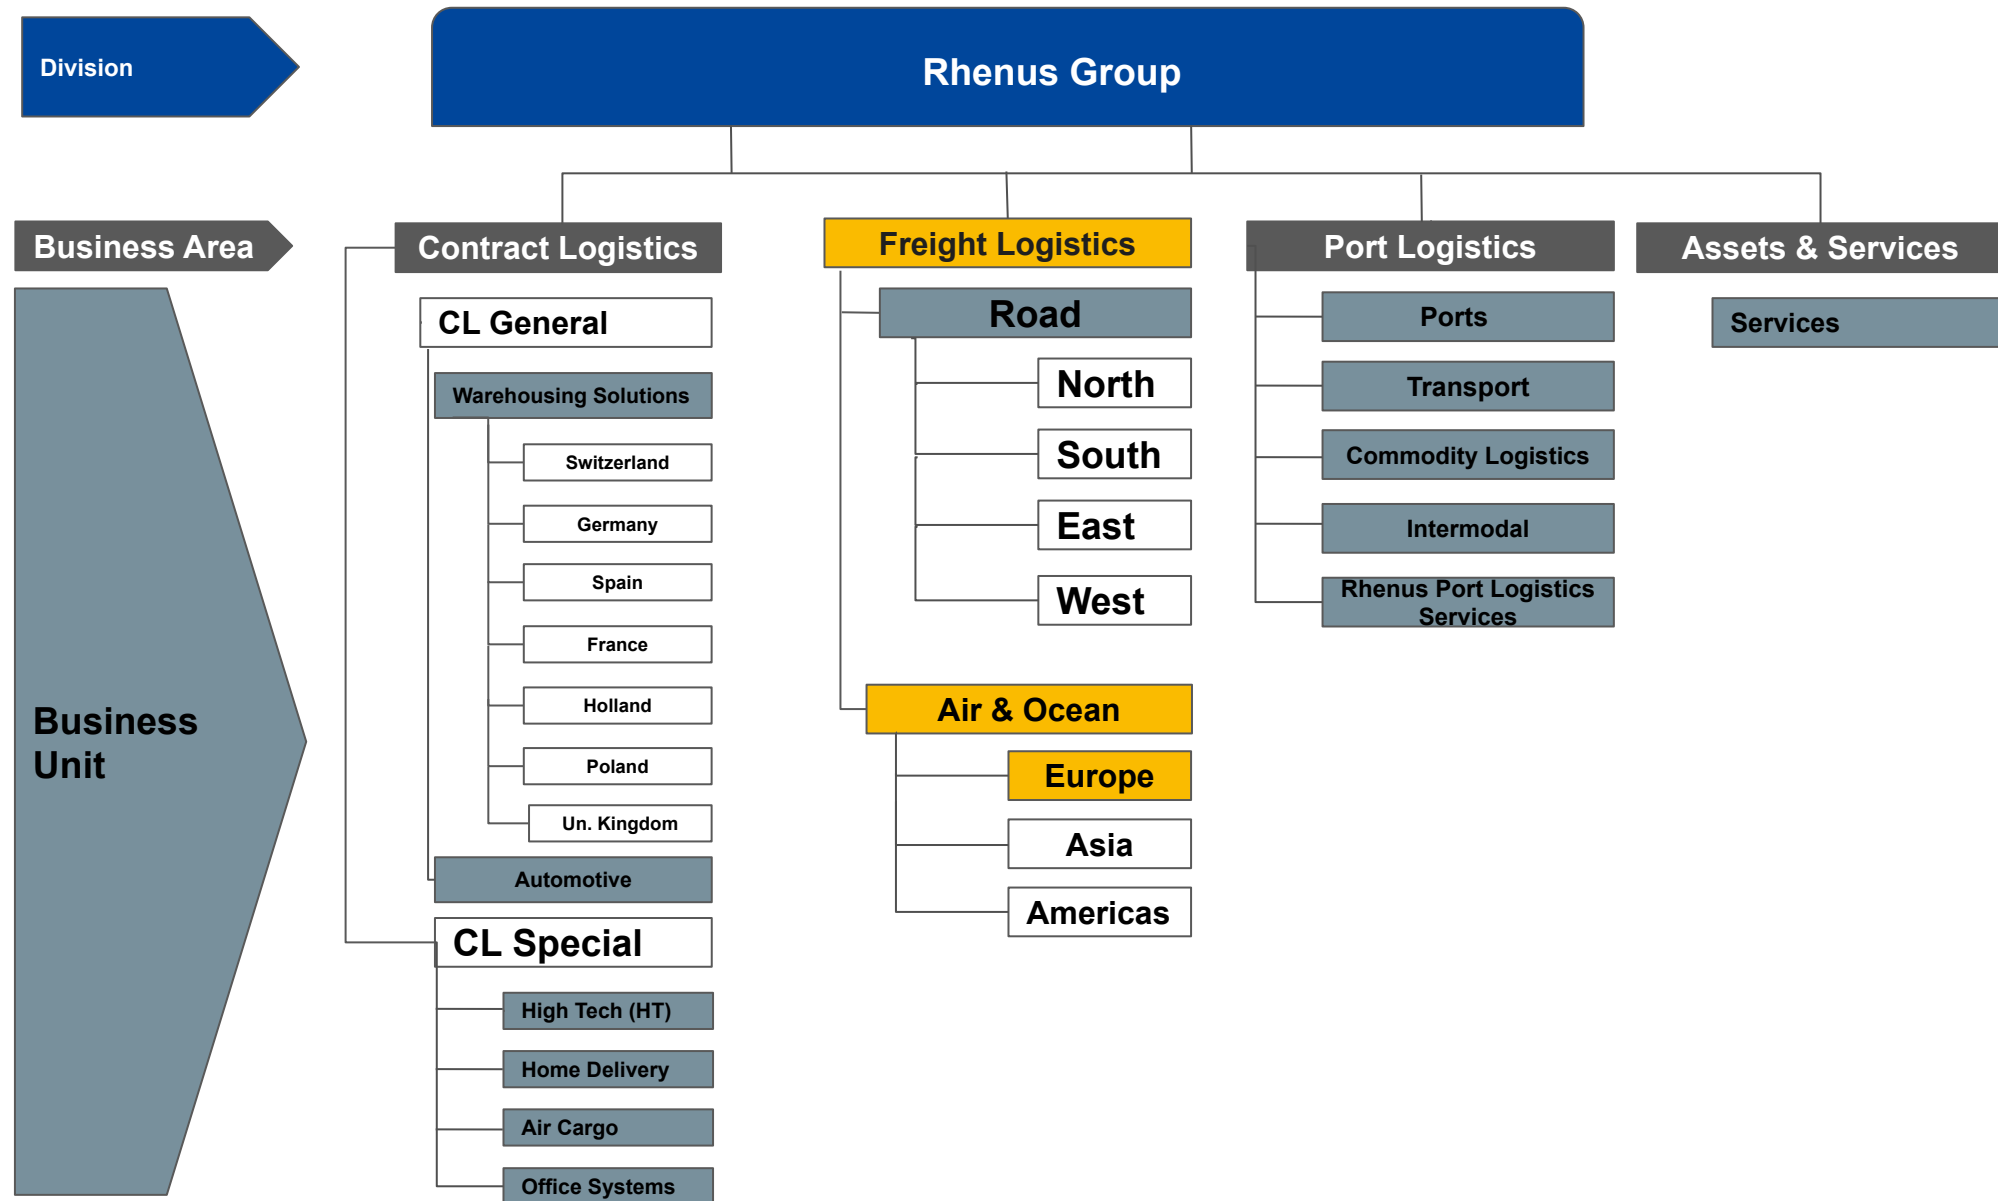 Division
Rhenus Group
Business Area
Contract Logistics
Freight Logistics
Port Logistics
Assets & Services
Business
Unit
CL General
Warehousing Solutions
Switzerland
Germany
Spain
France
Holland
Poland
Un. Kingdom
Automotive
CL Special
High Tech (HT)
Home Delivery
Air Cargo
Office Systems
Road
North
South
East
West
Air & Ocean
Europe
Asia
Americas
Ports
Transport
Commodity Logistics
Intermodal
Rhenus Port Logistics
Services
Services